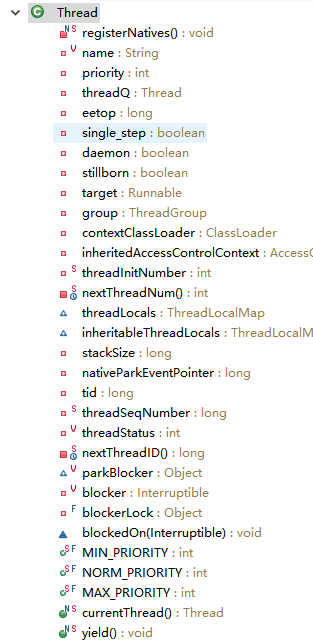 Thread
registerNatives() : void
name : String
priority : int
threadQ : Thread
eetop : long
single_step : boolean
daemon : boolean
stillborn : boolean
target : Runnable
group : ThreadGroup
contextClassLoader : ClassLoader
inheritedAccessControlContext : AccessC
threadInitNumber : int
nextThreadNum() : int
threadLocals : ThreadLocalMap
inheritableThreadLocals : ThreadLocalM
stackSize : long
nativeParkEventPointer : long
tid : long
threadSeqNumber : long
threadStatus : int
nextThreadID() : long
parkBlocker : Object
blocker : Interruptible
blockerLock : Object
blockedOn(Interruptible) : void
MIN_PRIORITY : int
NORM_PRIORITY : int
MAX_PRIORITY : int
currentThread() : Thread
yield() : void